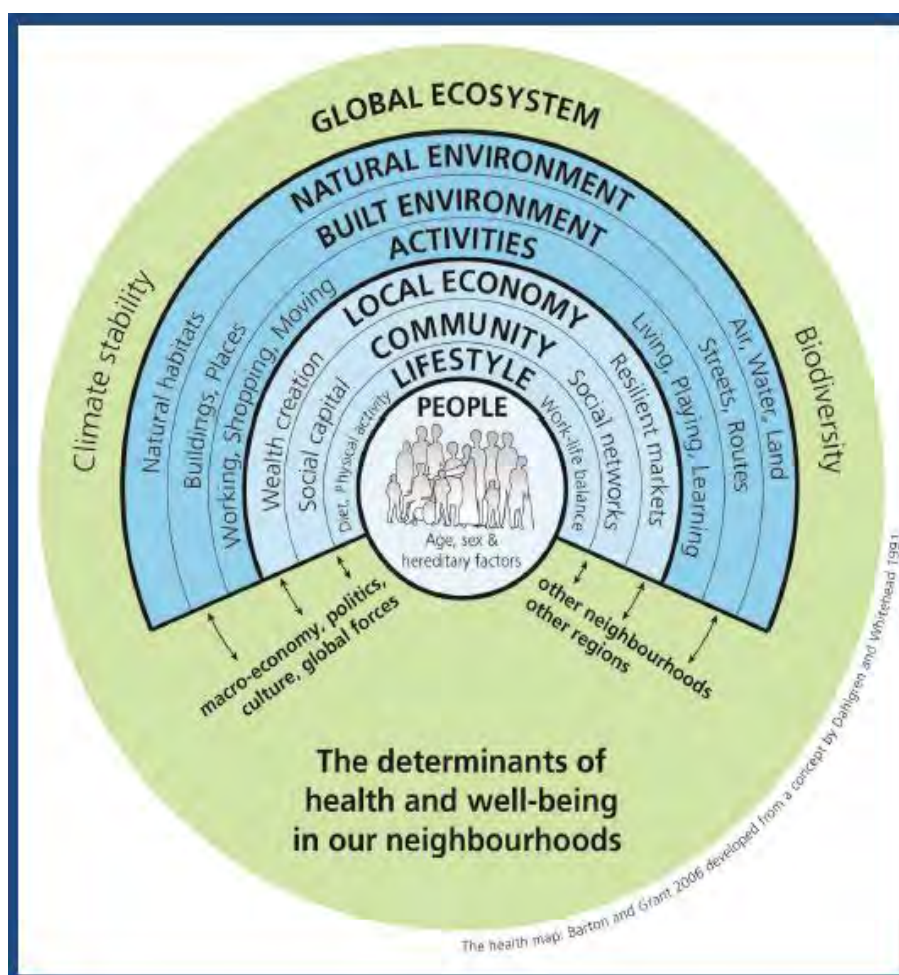 GLOBAL ECOSYSTEM
NATURAL ENVIRONMENT
BUILT ENVIRONMENT
ACTIVITIES
LOCAL ECONOMY
COMMUNITY
LIFESTYLE
PEOPLE
Age, sex &
hereditary factors
Climate stability
Natural habitats
Buildings, Places
Working, Shopping, Moving
Wealth creation
Social capital
Diet, Physical activity
Work-life balance
Social networks
Resilient markets
Living, Playing, Learning
Streets, Routes
Air, Water, Land
Biodiversity
macro-economy, politics,
culture, global forces
other neighbourhoods
other regions
The determinants of
health and well-being
in our neighbourhoods
The health map: Barton and Grant 2006 developed from a concept by Dahlgren and Whitehead 1991